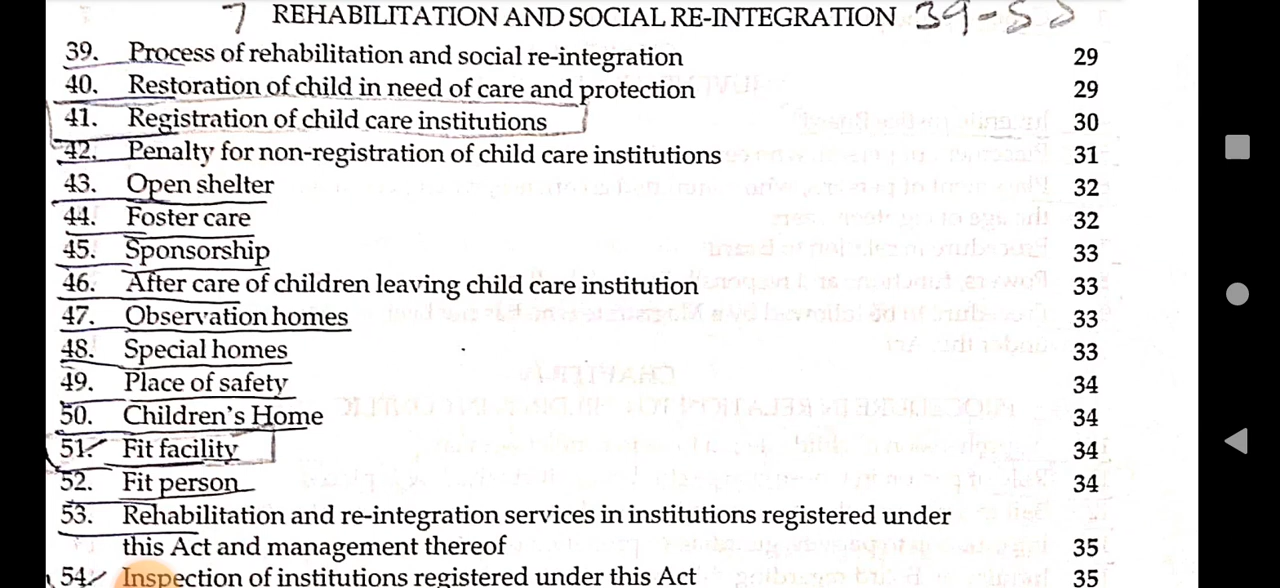 7 REHABILITATION AND SOCIAL RE-INTEGRATION 39-55
39. Process of rehabilitation and social re-integration 29
40. Restoration of child in need of care and protection 29
41. Registration of child care institutions 30
42. Penalty for non-registration of child care institutions 31
43. Open shelter 32
44. Foster care 32
45. Sponsorship 33
46. After care of children leaving child care institution 33
47. Observation homes 33
48. Special homes 33
49. Place of safety 34
50. Children's Home 34
51. Fit facility 34
52. Fit person 34
53. Rehabilitation and re-integration services in institutions registered under
this Act and management thereof 35
54. Inspection of institutions registered under this Act 35